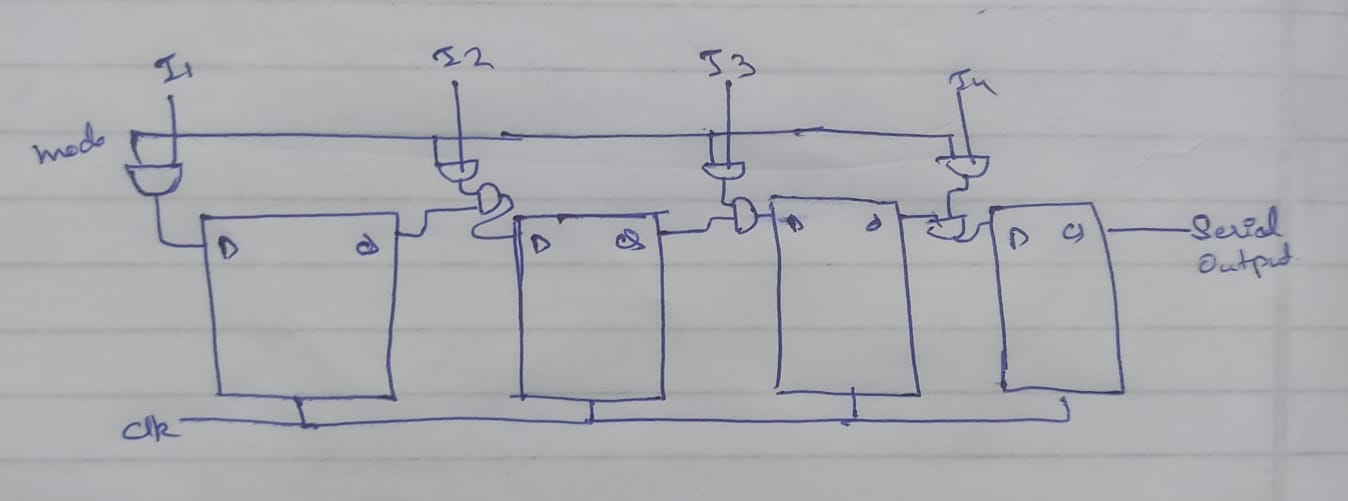 I1 I2 I3 I4
mode
D Q D Q D Q D Q
Serial
Output
Clk